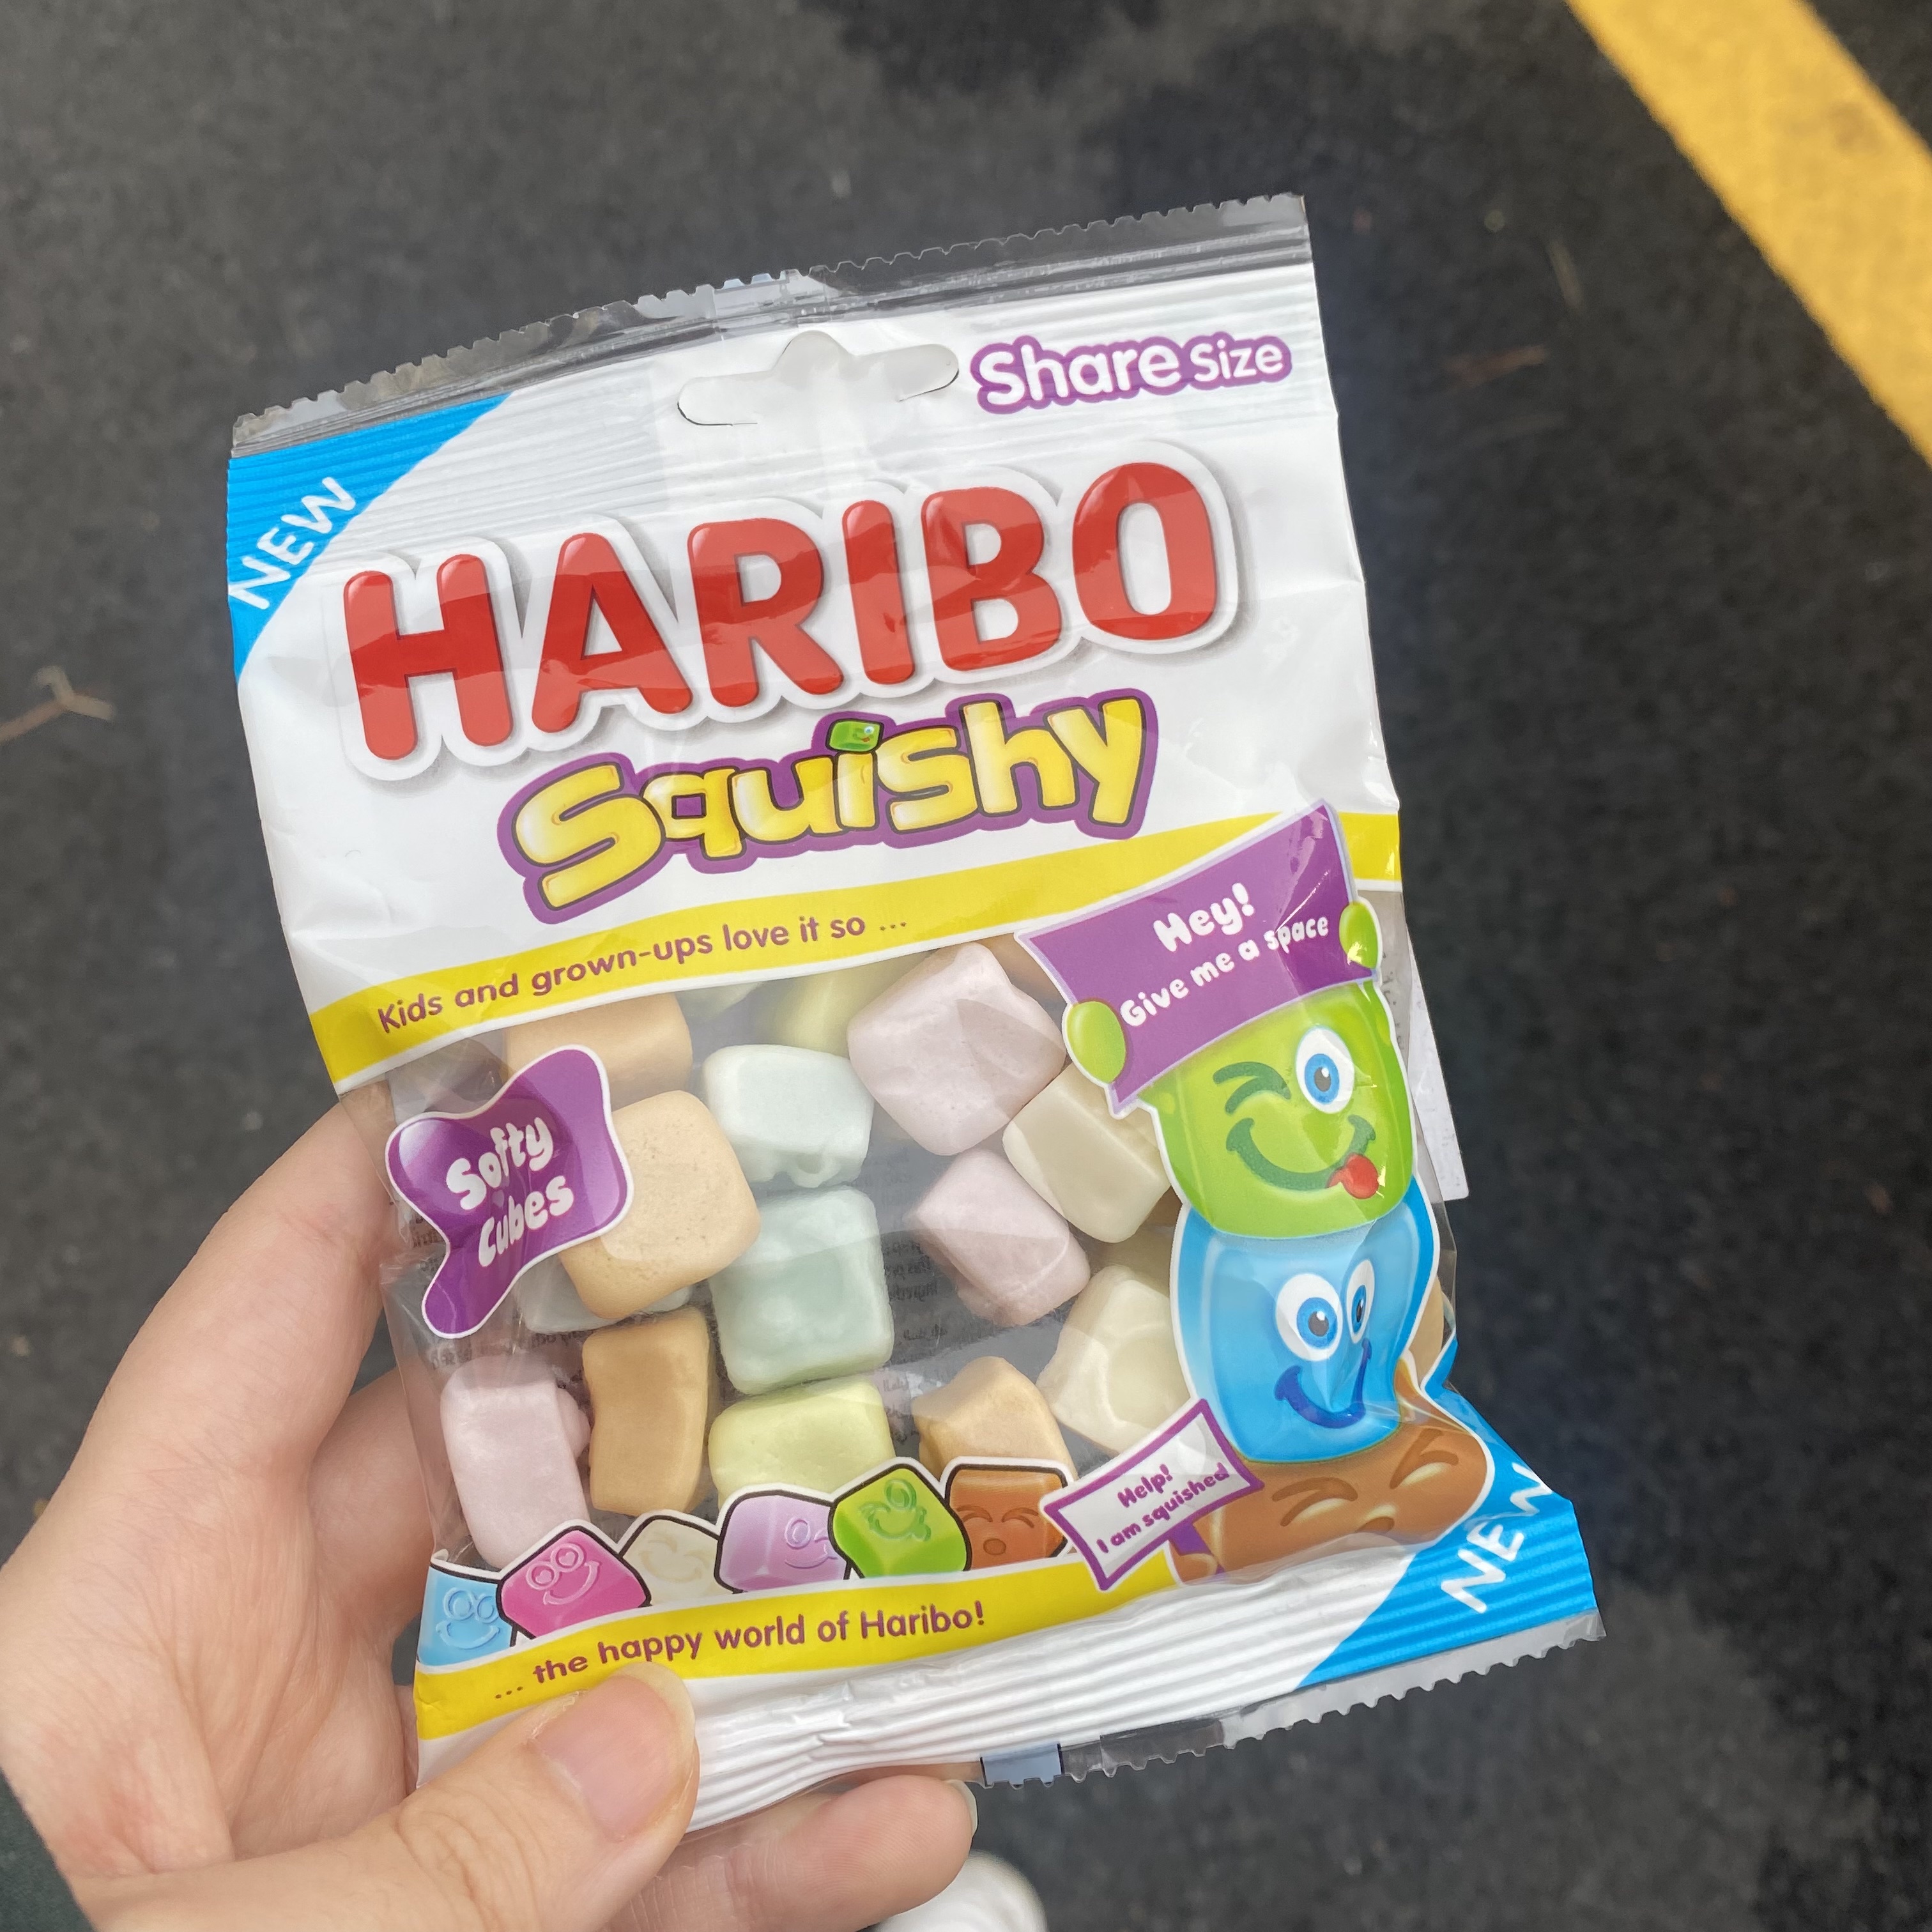 Share Size
NEW
HARIBO
Squishy
Kids and grown-ups love it so ...
Hey!
Give me a space
Softy
Cubes
Help!
I am squished
NEW
... the happy world of Haribo!